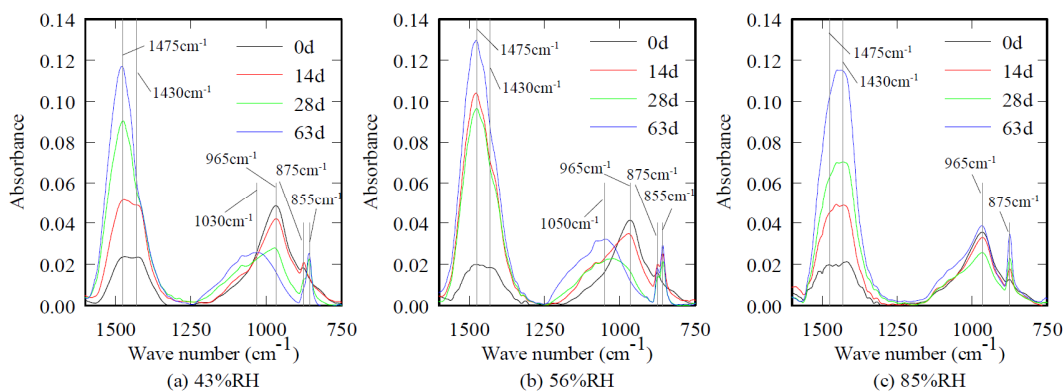 0.14
0.12
0.10
0.08
0.06
0.04
0.02
0.00
Absorbance
1475cm-1
1430cm-1
0d
14d
28d
63d
965cm-1
875cm-1
855cm-1
1030cm-1
1500
1250
1000
750
Wave number (cm-1)
(a) 43%RH
0.14
0.12
0.10
0.08
0.06
0.04
0.02
0.00
Absorbance
1475cm-1
1430cm-1
0d
14d
28d
63d
965cm-1
875cm-1
855cm-1
1050cm-1
1500
1250
1000
750
Wave number (cm-1)
(b) 56%RH
0.14
0.12
0.10
0.08
0.06
0.04
0.02
0.00
Absorbance
1475cm-1
1430cm-1
0d
14d
28d
63d
965cm-1
875cm-1
1500
1250
1000
750
Wave number (cm-1)
(c) 85%RH